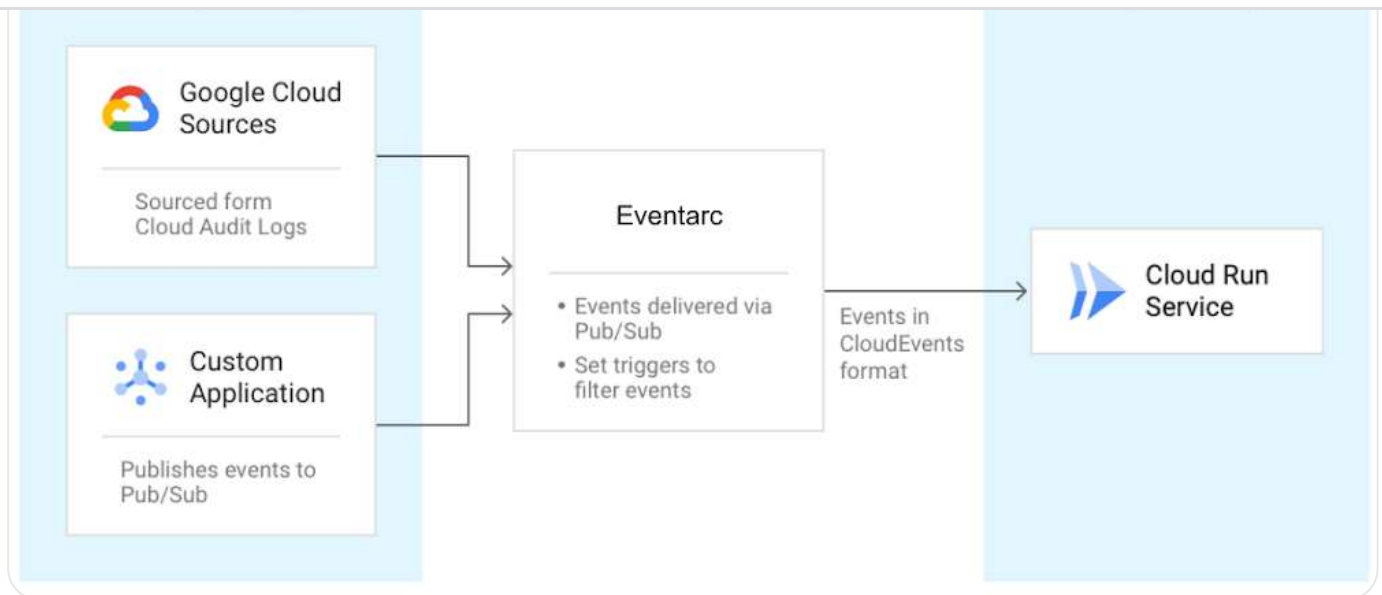 Google Cloud
Sources
Sourced form
Cloud Audit Logs
Custom
Application
Publishes events to
Pub/Sub
Eventarc
• Events delivered via
Pub/Sub
• Set triggers to
filter events
Events in
CloudEvents
format
Cloud Run
Service